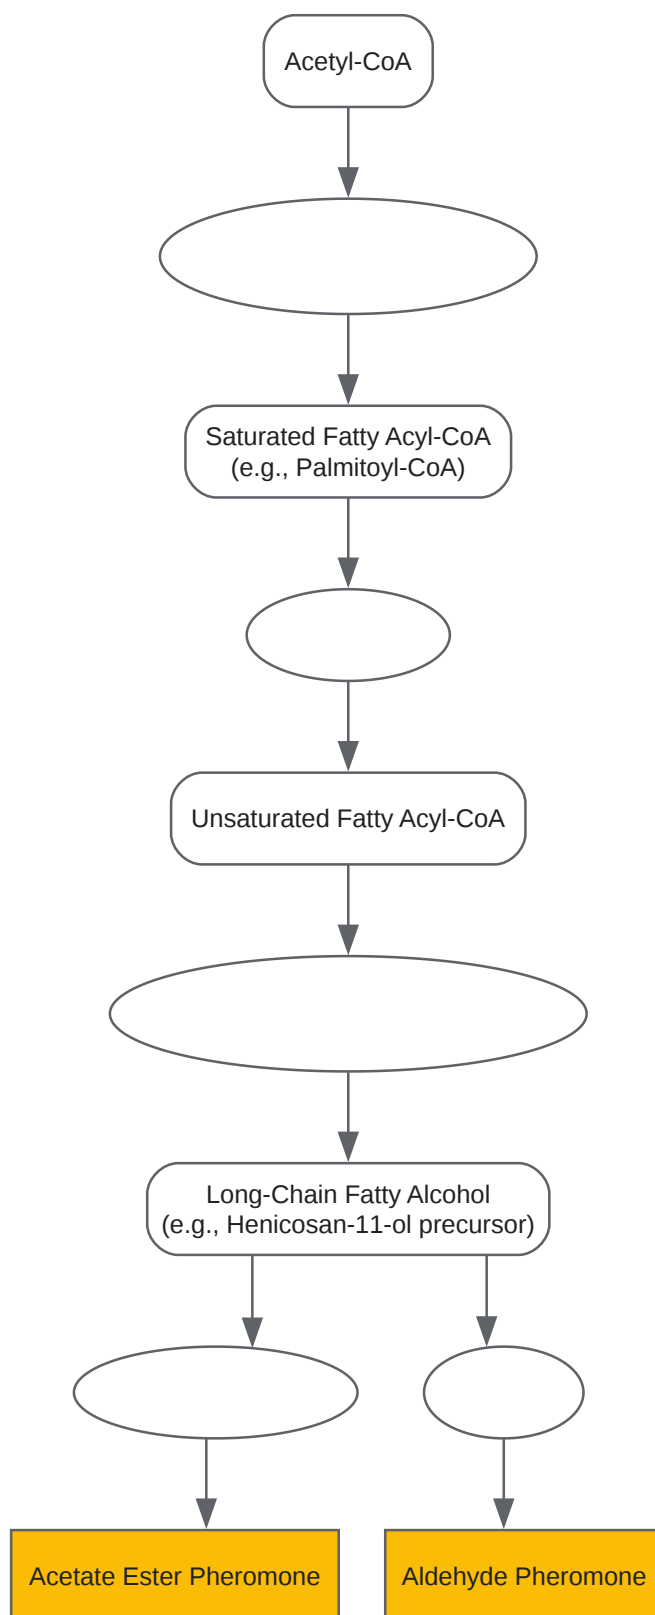 Acetyl-CoA
Saturated Fatty Acyl-CoA
(e.g., Palmitoyl-CoA)
Unsaturated Fatty Acyl-CoA
Long-Chain Fatty Alcohol
(e.g., Henicosan-11-ol precursor)
Acetate Ester Pheromone
Aldehyde Pheromone